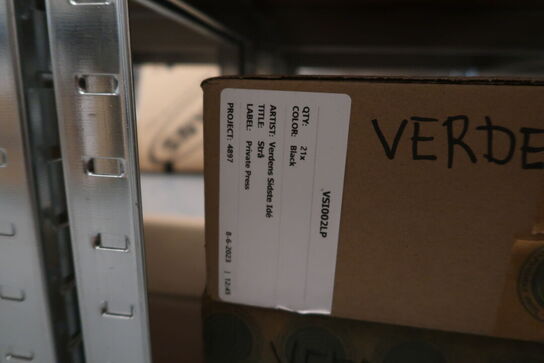 VSI002LP
QTY: 21x
COLOR: Black
ARTIST: Verdens Sidste Idé
TITLE: Strå
LABEL: Private Press
PROJECT: 4897
8-6-2023 | 12:45
VERDE